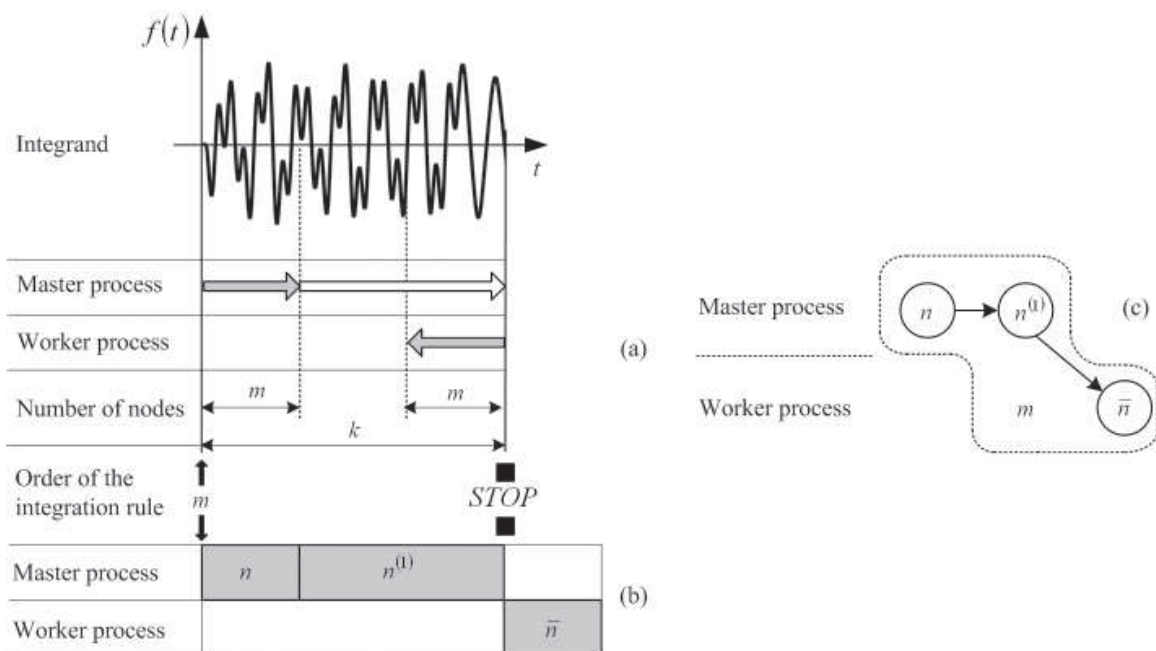 f(t)
Integrand
t
Master process
Worker process
(a)
Number of nodes
m
m
k
Order of the
integration rule
m
STOP
Master process
n
n^(1)
(b)
Worker process
n̄
Master process
n
n^(1)
(c)
Worker process
m
n̄